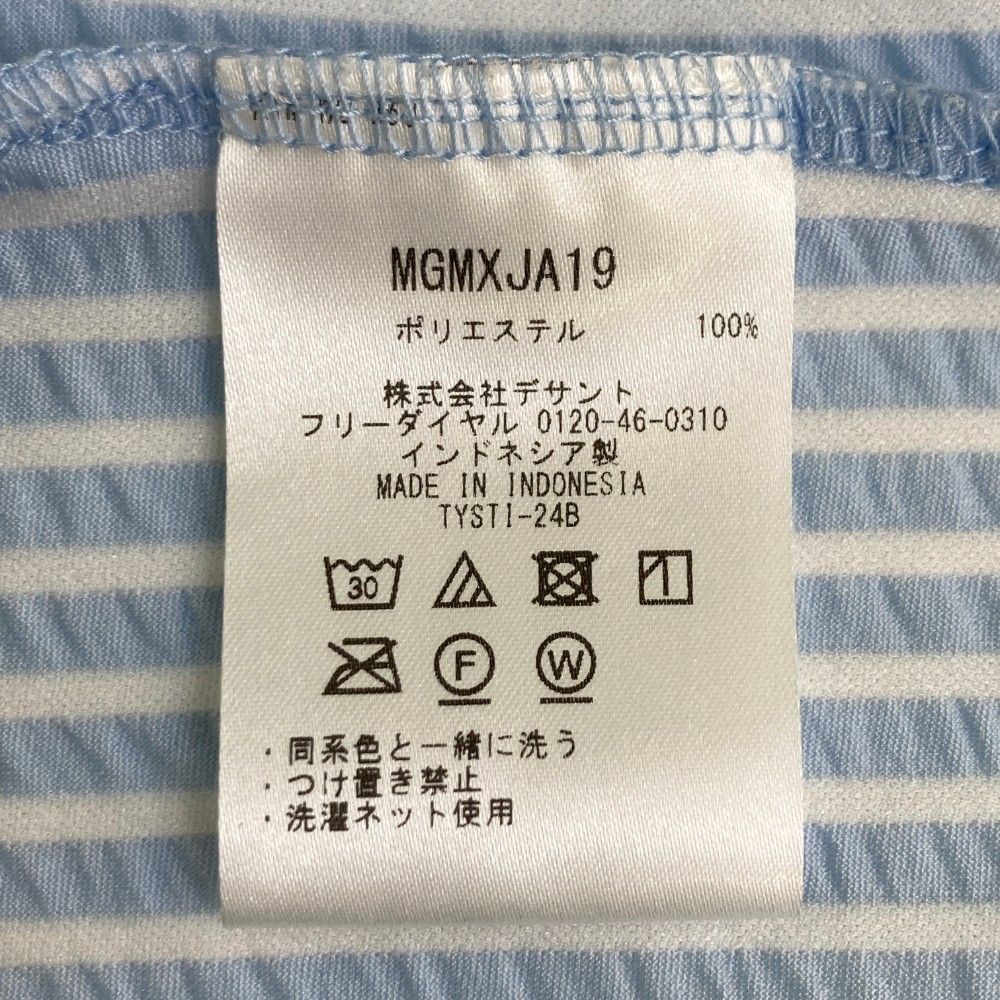 MGMXJA19
ポリエステル 100%
株式会社デサント
フリーダイヤル 0120-46-0310
インドネシア製
MADE IN INDONESIA
TYSTI-24B
30
1
F W
・同系色と一緒に洗う
・つけ置き禁止
・洗濯ネット使用